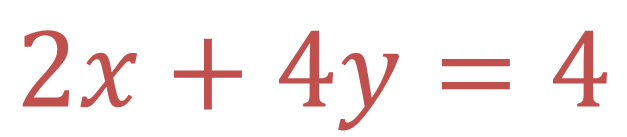 2x + 4y = 4